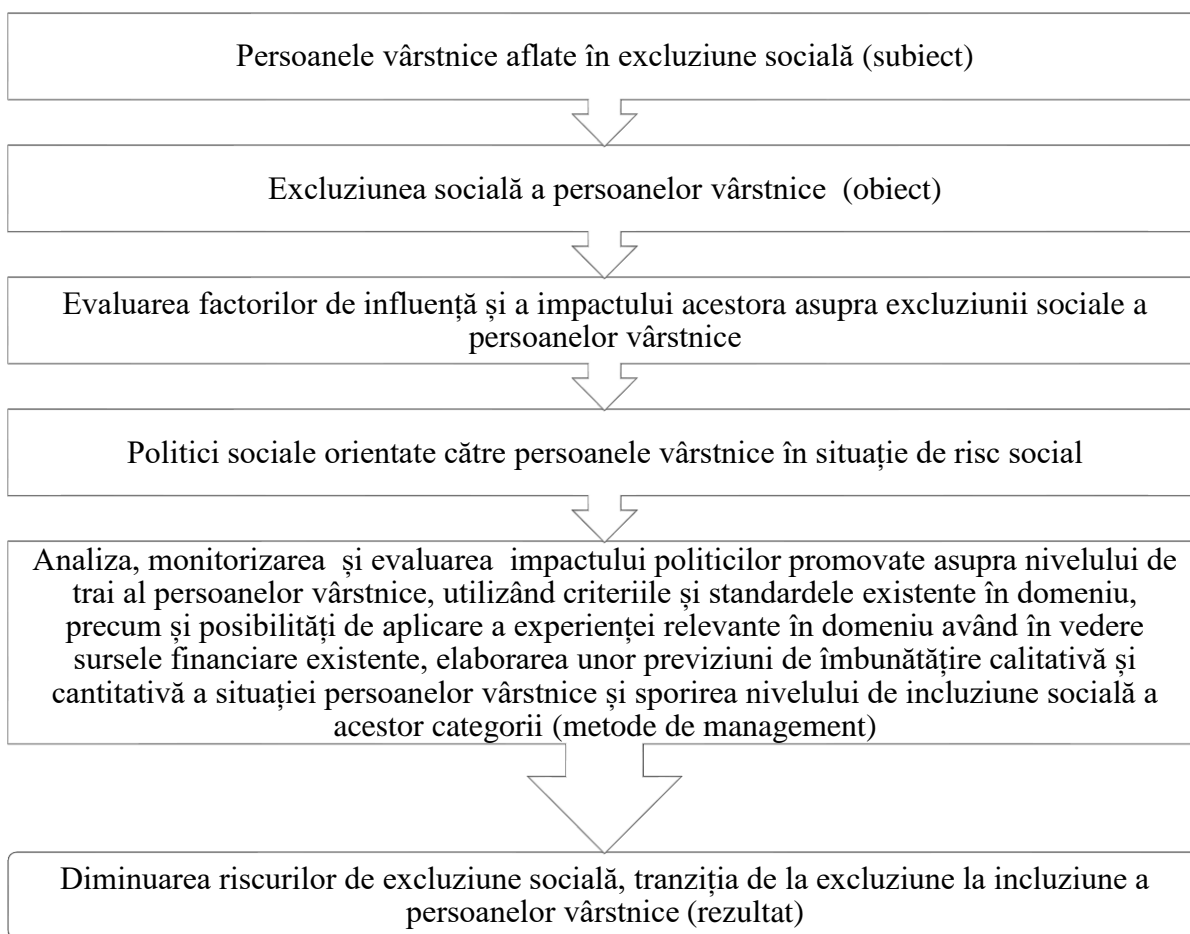 Persoanele vârstnice aflate în excluziune socială (subiect)
Excluziunea socială a persoanelor vârstnice (obiect)
Evaluarea factorilor de influență și a impactului acestora asupra excluziunii sociale a
persoanelor vârstnice
Politici sociale orientate către persoanele vârstnice în situație de risc social
Analiza, monitorizarea și evaluarea impactului politicilor promovate asupra nivelului de
trai al persoanelor vârstnice, utilizând criteriile și standardele existente în domeniu,
precum și posibilități de aplicare a experienței relevante în domeniu având în vedere
sursele financiare existente, elaborarea unor previziuni de îmbunătățire calitativă și
cantitativă a situației persoanelor vârstnice și sporirea nivelului de incluziune socială a
acestor categorii (metode de management)
Diminuarea riscurilor de excluziune socială, tranziția de la excluziune la incluziune a
persoanelor vârstnice (rezultat)